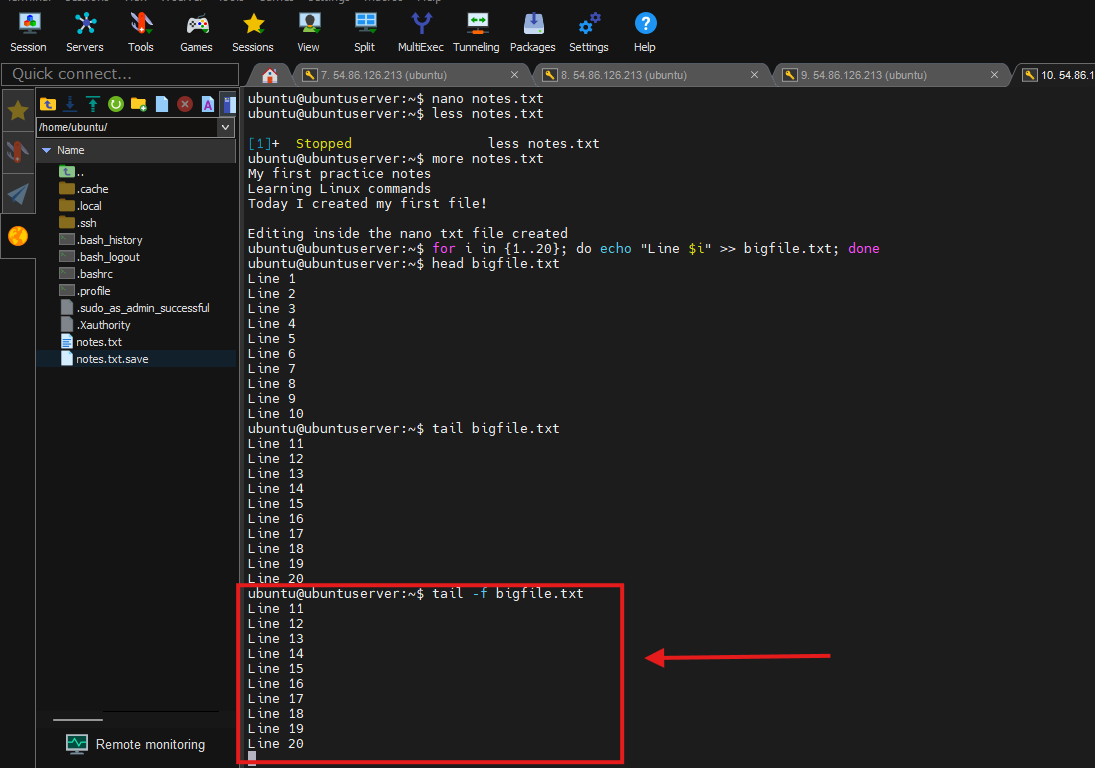 Session Servers Tools Games Sessions View Split MultiExec Tunneling Packages Settings Help
Quick connect...
7. 54.86.126.213 (ubuntu)
8. 54.86.126.213 (ubuntu)
9. 54.86.126.213 (ubuntu)
10. 54.86.1
/home/ubuntu/
Name
..
.cache
.local
.ssh
.bash_history
.bash_logout
.bashrc
.profile
.sudo_as_admin_successful
.Xauthority
notes.txt
notes.txt.save
Remote monitoring
ubuntu@ubuntuserver:~$ nano notes.txt
ubuntu@ubuntuserver:~$ less notes.txt
[1]+  Stopped                 less notes.txt
ubuntu@ubuntuserver:~$ more notes.txt
My first practice notes
Learning Linux commands
Today I created my first file!
Editing inside the nano txt file created
ubuntu@ubuntuserver:~$ for i in {1..20}; do echo "Line $i" >> bigfile.txt; done
ubuntu@ubuntuserver:~$ head bigfile.txt
Line 1
Line 2
Line 3
Line 4
Line 5
Line 6
Line 7
Line 8
Line 9
Line 10
ubuntu@ubuntuserver:~$ tail bigfile.txt
Line 11
Line 12
Line 13
Line 14
Line 15
Line 16
Line 17
Line 18
Line 19
Line 20
ubuntu@ubuntuserver:~$ tail -f bigfile.txt
Line 11
Line 12
Line 13
Line 14
Line 15
Line 16
Line 17
Line 18
Line 19
Line 20